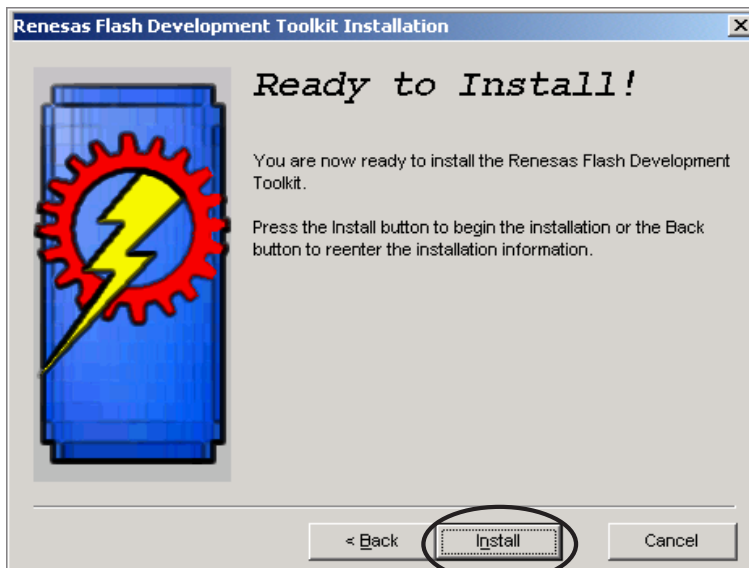 Renesas Flash Development Toolkit Installation
Ready to Install!
You are now ready to install the Renesas Flash Development
Toolkit.
Press the Install button to begin the installation or the Back
button to reenter the installation information.
< Back
Install
Cancel